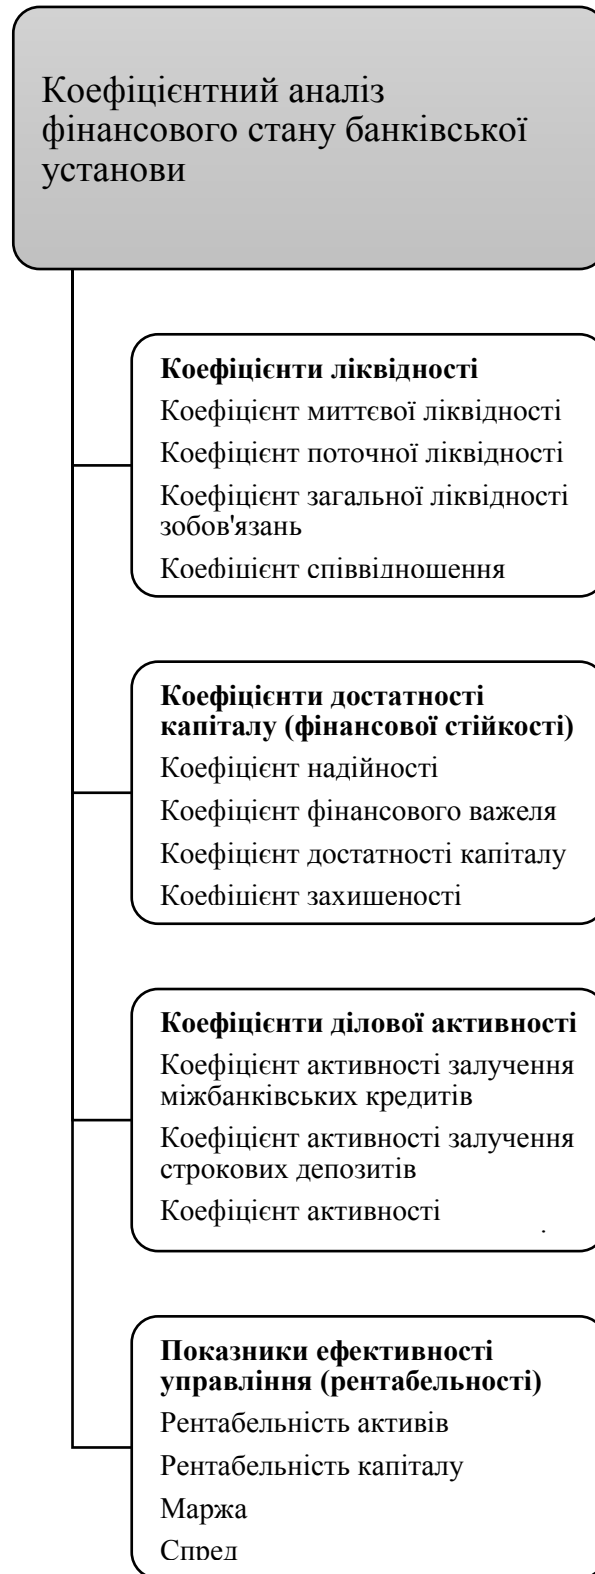 Коефіцієнтний аналіз
фінансового стану банківської
установи
Коефіцієнти ліквідності
Коефіцієнт миттєвої ліквідності
Коефіцієнт поточної ліквідності
Коефіцієнт загальної ліквідності
зобов'язань
Коефіцієнт співвідношення
Коефіцієнти достатності
капіталу (фінансової стійкості)
Коефіцієнт надійності
Коефіцієнт фінансового важеля
Коефіцієнт достатності капіталу
Коефіцієнт захищеності
Коефіцієнти ділової активності
Коефіцієнт активності залучення
міжбанківських кредитів
Коефіцієнт активності залучення
строкових депозитів
Коефіцієнт активності
Показники ефективності
управління (рентабельності)
Рентабельність активів
Рентабельність капіталу
Маржа
Спред